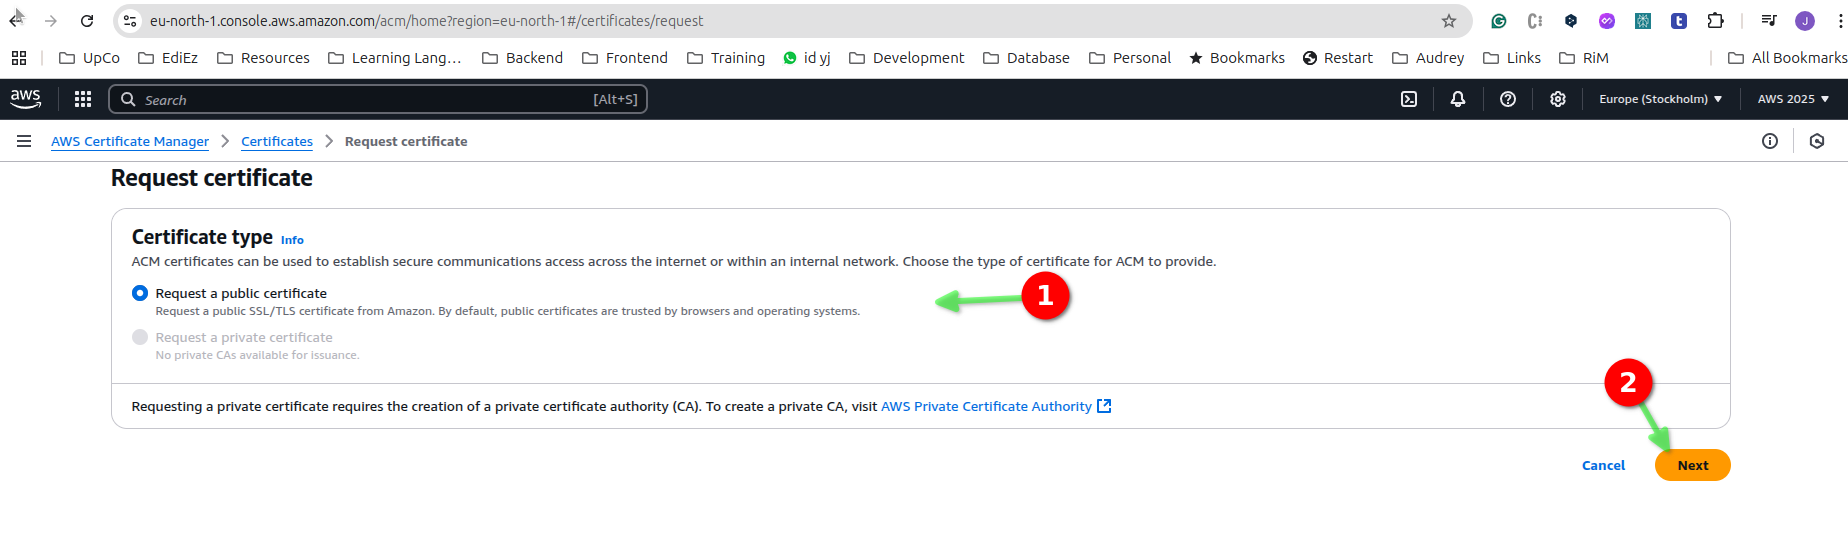 eu-north-1.console.aws.amazon.com/acm/home?region=eu-north-1#/certificates/request
J
UpCo EdiEz Resources Learning Lang... Backend Frontend Training id yj Development Database Personal Bookmarks Restart Audrey Links RiM All Bookmarks
aws Search [Alt+S] Europe (Stockholm) AWS 2025
AWS Certificate Manager Certificates Request certificate
Request certificate
Certificate type Info
ACM certificates can be used to establish secure communications access across the internet or within an internal network. Choose the type of certificate for ACM to provide.
Request a public certificate
1
Request a public SSL/TLS certificate from Amazon. By default, public certificates are trusted by browsers and operating systems.
Request a private certificate
No private CAs available for issuance.
2
Requesting a private certificate requires the creation of a private certificate authority (CA). To create a private CA, visit AWS Private Certificate Authority
Cancel Next